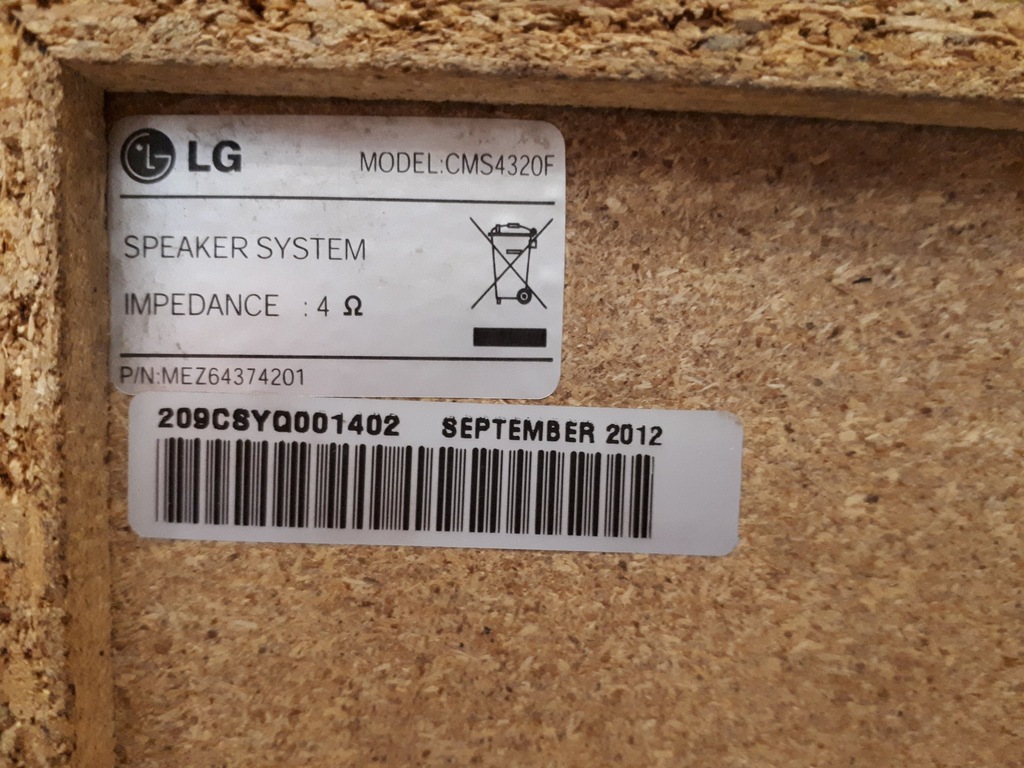 LG MODEL:CMS4320F
SPEAKER SYSTEM
IMPEDANCE : 4 Ω
P/N:MEZ64374201
209CSYQ001402 SEPTEMBER 2012